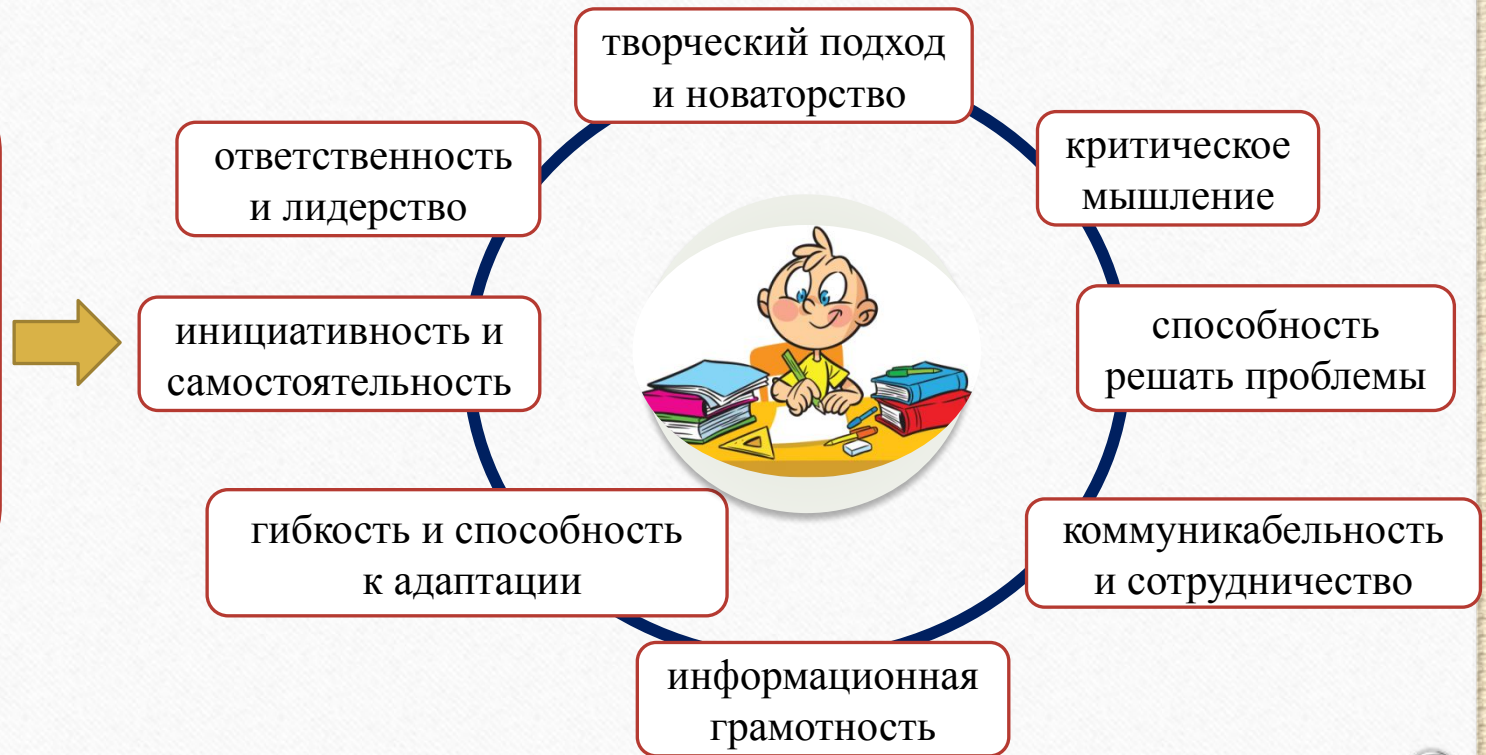 творческий подход
и новаторство
критическое
мышление
способность
решать проблемы
коммуникабельность
и сотрудничество
информационная
грамотность
гибкость и способность
к адаптации
инициативность и
самостоятельность
ответственность
и лидерство